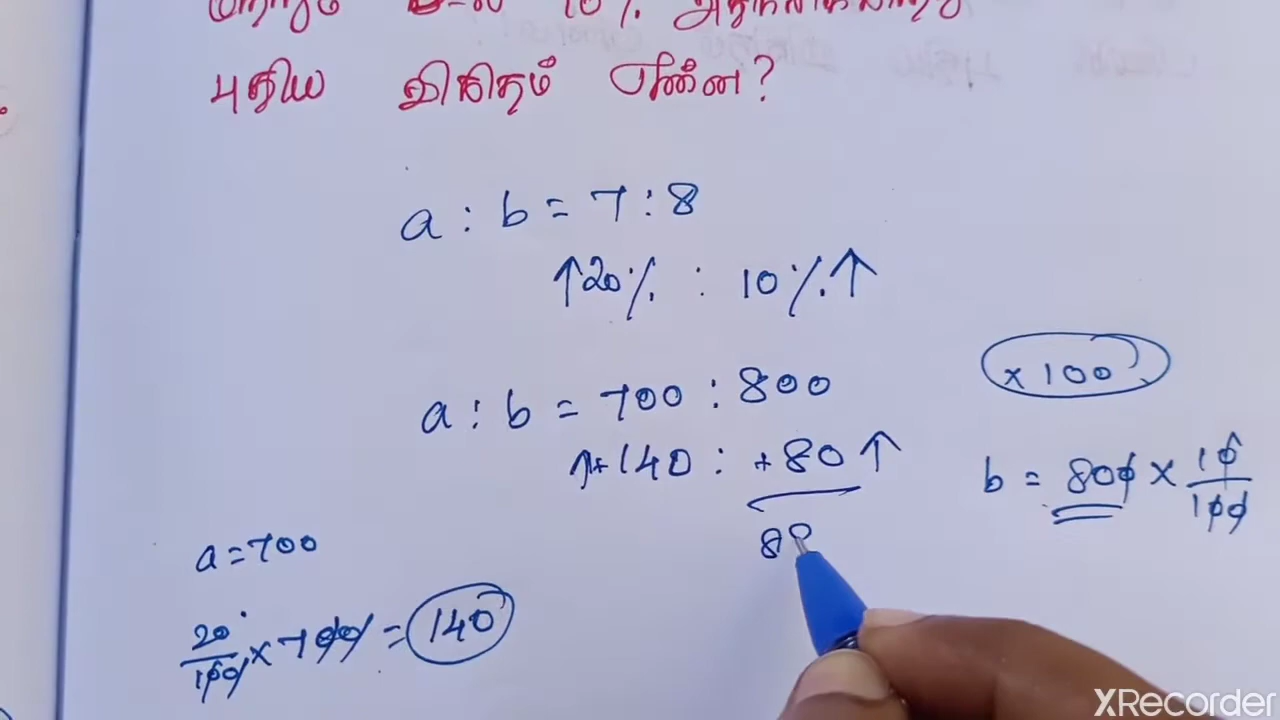 10%
புதிய விகிதம் என்ன?
a : b = 7 : 8
↑20% : 10%↑
a : b = 700 : 800
× 100
↑+140 : +80↑
b = 800 × 10/100
88
a = 700
20/100 × 700 = 140
XRecorder